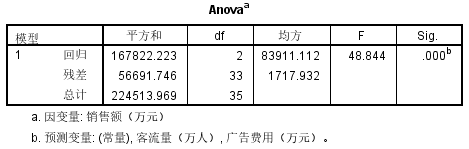 Anovaa
模型 平方和 df 均方 F Sig.
1 回归 167822.223 2 83911.112 48.844 .000b
残差 56691.746 33 1717.932
总计 224513.969 35
a. 因变量: 销售额（万元）
b. 预测变量: (常量), 客流量（万人）, 广告费用（万元）。